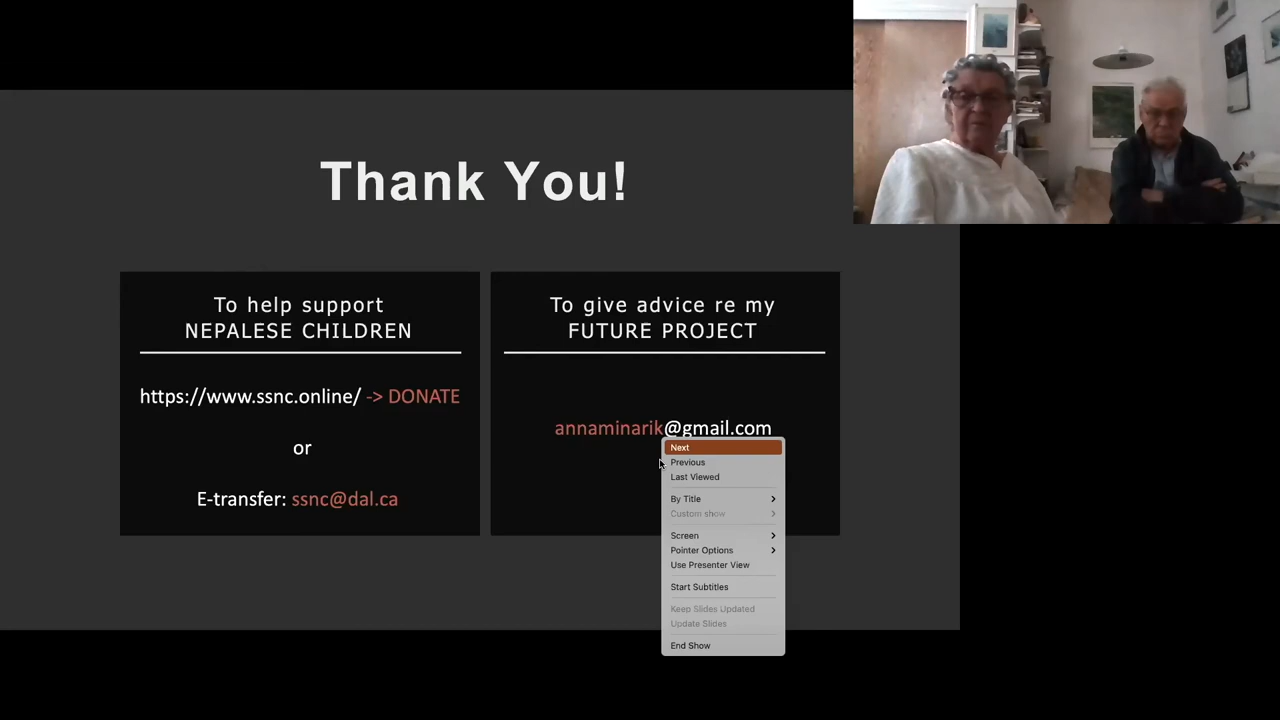 Thank You!
To help support
NEPALESE CHILDREN
https://www.ssnc.online/ -> DONATE
or
E-transfer: ssnc@dal.ca
To give advice re my
FUTURE PROJECT
annaminarik@gmail.com
Next
Previous
Last Viewed
By Title
Custom show
Screen
Pointer Options
Use Presenter View
Start Subtitles
Keep Slides Updated
Update Slides
End Show